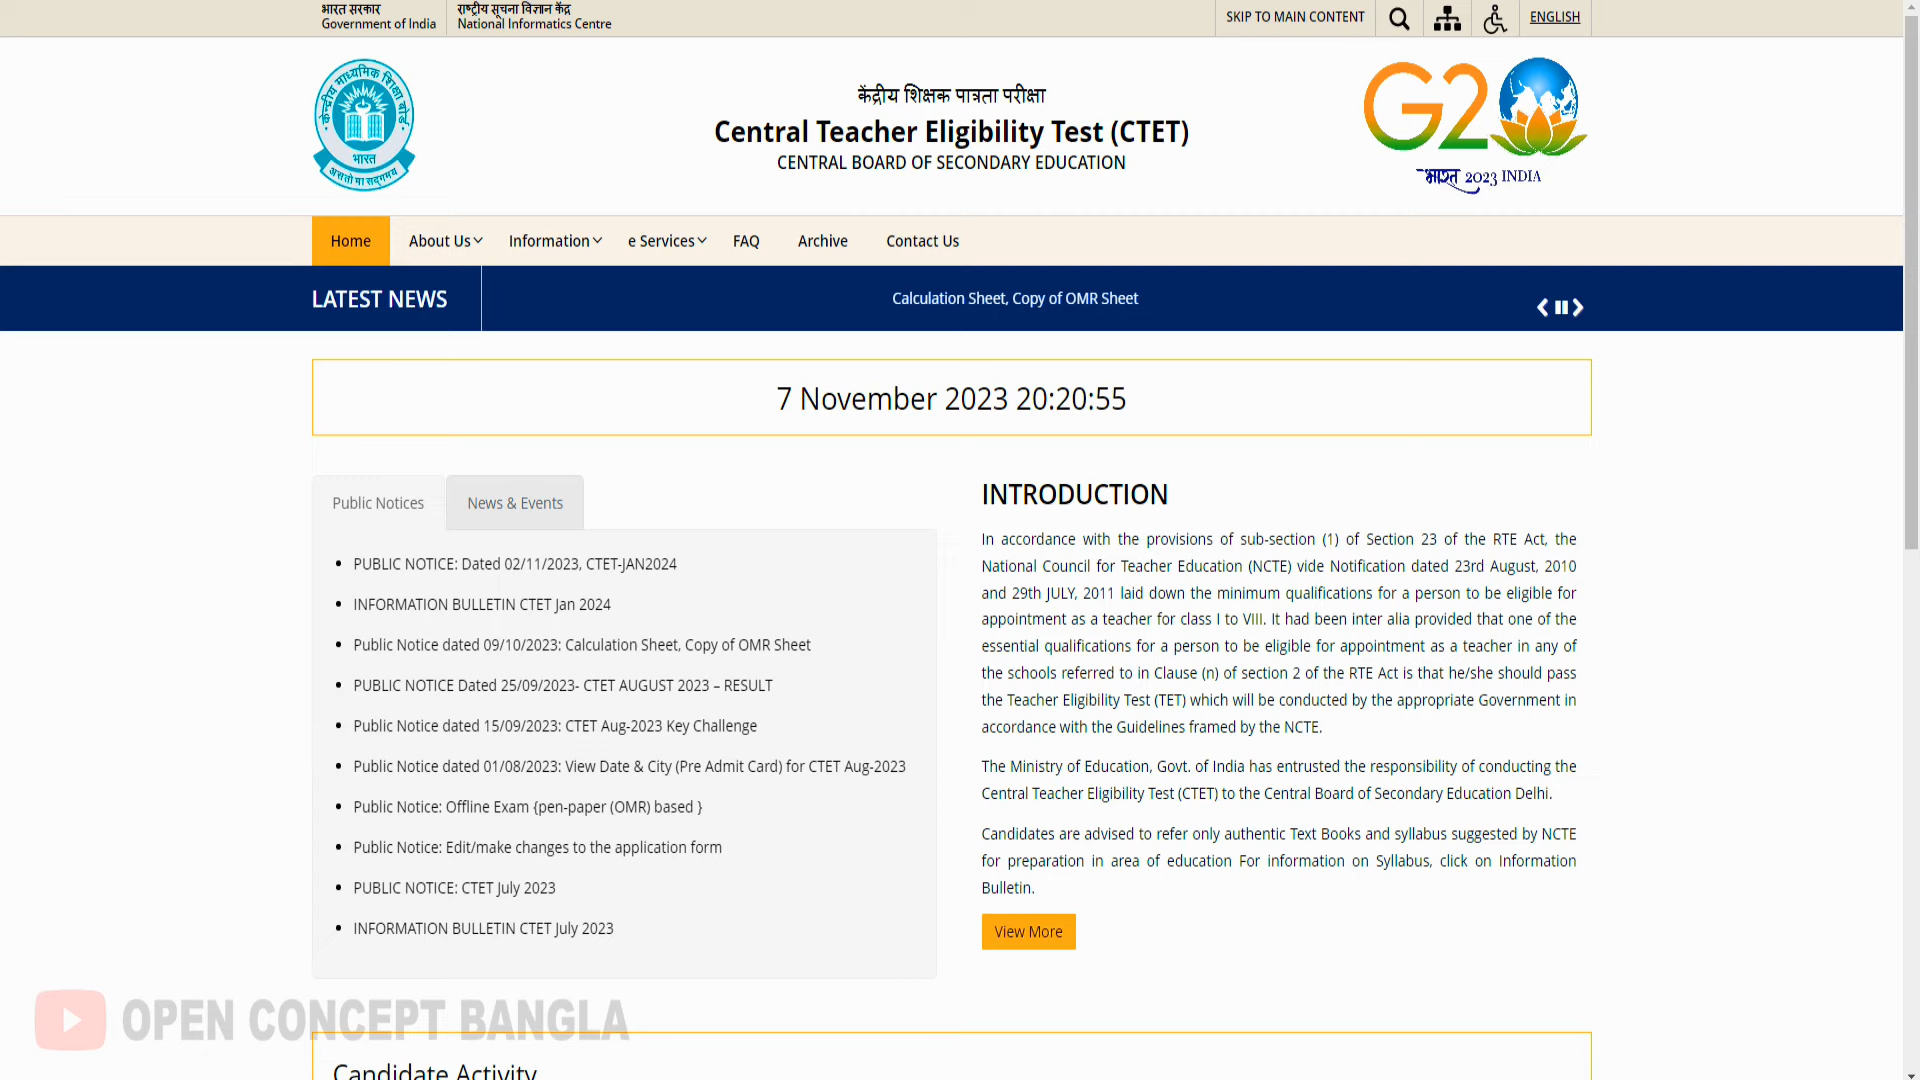 भारत सरकार
Government of India
राष्ट्रीय सूचना विज्ञान केंद्र
National Informatics Centre
SKIP TO MAIN CONTENT
ENGLISH
केन्द्रीय माध्यमिक शिक्षा बोर्ड
भारत
असतो मा सद्गमय
केंद्रीय शिक्षक पात्रता परीक्षा
Central Teacher Eligibility Test (CTET)
CENTRAL BOARD OF SECONDARY EDUCATION
G20
भारत 2023 INDIA
Home
About Us
Information
e Services
FAQ
Archive
Contact Us
LATEST NEWS
Calculation Sheet, Copy of OMR Sheet
7 November 2023 20:20:55
Public Notices
News & Events
PUBLIC NOTICE: Dated 02/11/2023, CTET-JAN2024
INFORMATION BULLETIN CTET Jan 2024
Public Notice dated 09/10/2023: Calculation Sheet, Copy of OMR Sheet
PUBLIC NOTICE Dated 25/09/2023- CTET AUGUST 2023 – RESULT
Public Notice dated 15/09/2023: CTET Aug-2023 Key Challenge
Public Notice dated 01/08/2023: View Date & City (Pre Admit Card) for CTET Aug-2023
Public Notice: Offline Exam {pen-paper (OMR) based }
Public Notice: Edit/make changes to the application form
PUBLIC NOTICE: CTET July 2023
INFORMATION BULLETIN CTET July 2023
INTRODUCTION
In accordance with the provisions of sub-section (1) of Section 23 of the RTE Act, the
National Council for Teacher Education (NCTE) vide Notification dated 23rd August, 2010
and 29th JULY, 2011 laid down the minimum qualifications for a person to be eligible for
appointment as a teacher for class I to VIII. It had been inter alia provided that one of the
essential qualifications for a person to be eligible for appointment as a teacher in any of
the schools referred to in Clause (n) of section 2 of the RTE Act is that he/she should pass
the Teacher Eligibility Test (TET) which will be conducted by the appropriate Government in
accordance with the Guidelines framed by the NCTE.
The Ministry of Education, Govt. of India has entrusted the responsibility of conducting the
Central Teacher Eligibility Test (CTET) to the Central Board of Secondary Education Delhi.
Candidates are advised to refer only authentic Text Books and syllabus suggested by NCTE
for preparation in area of education For information on Syllabus, click on Information
Bulletin.
View More
OPEN CONCEPT BANGLA
Candidate Activity